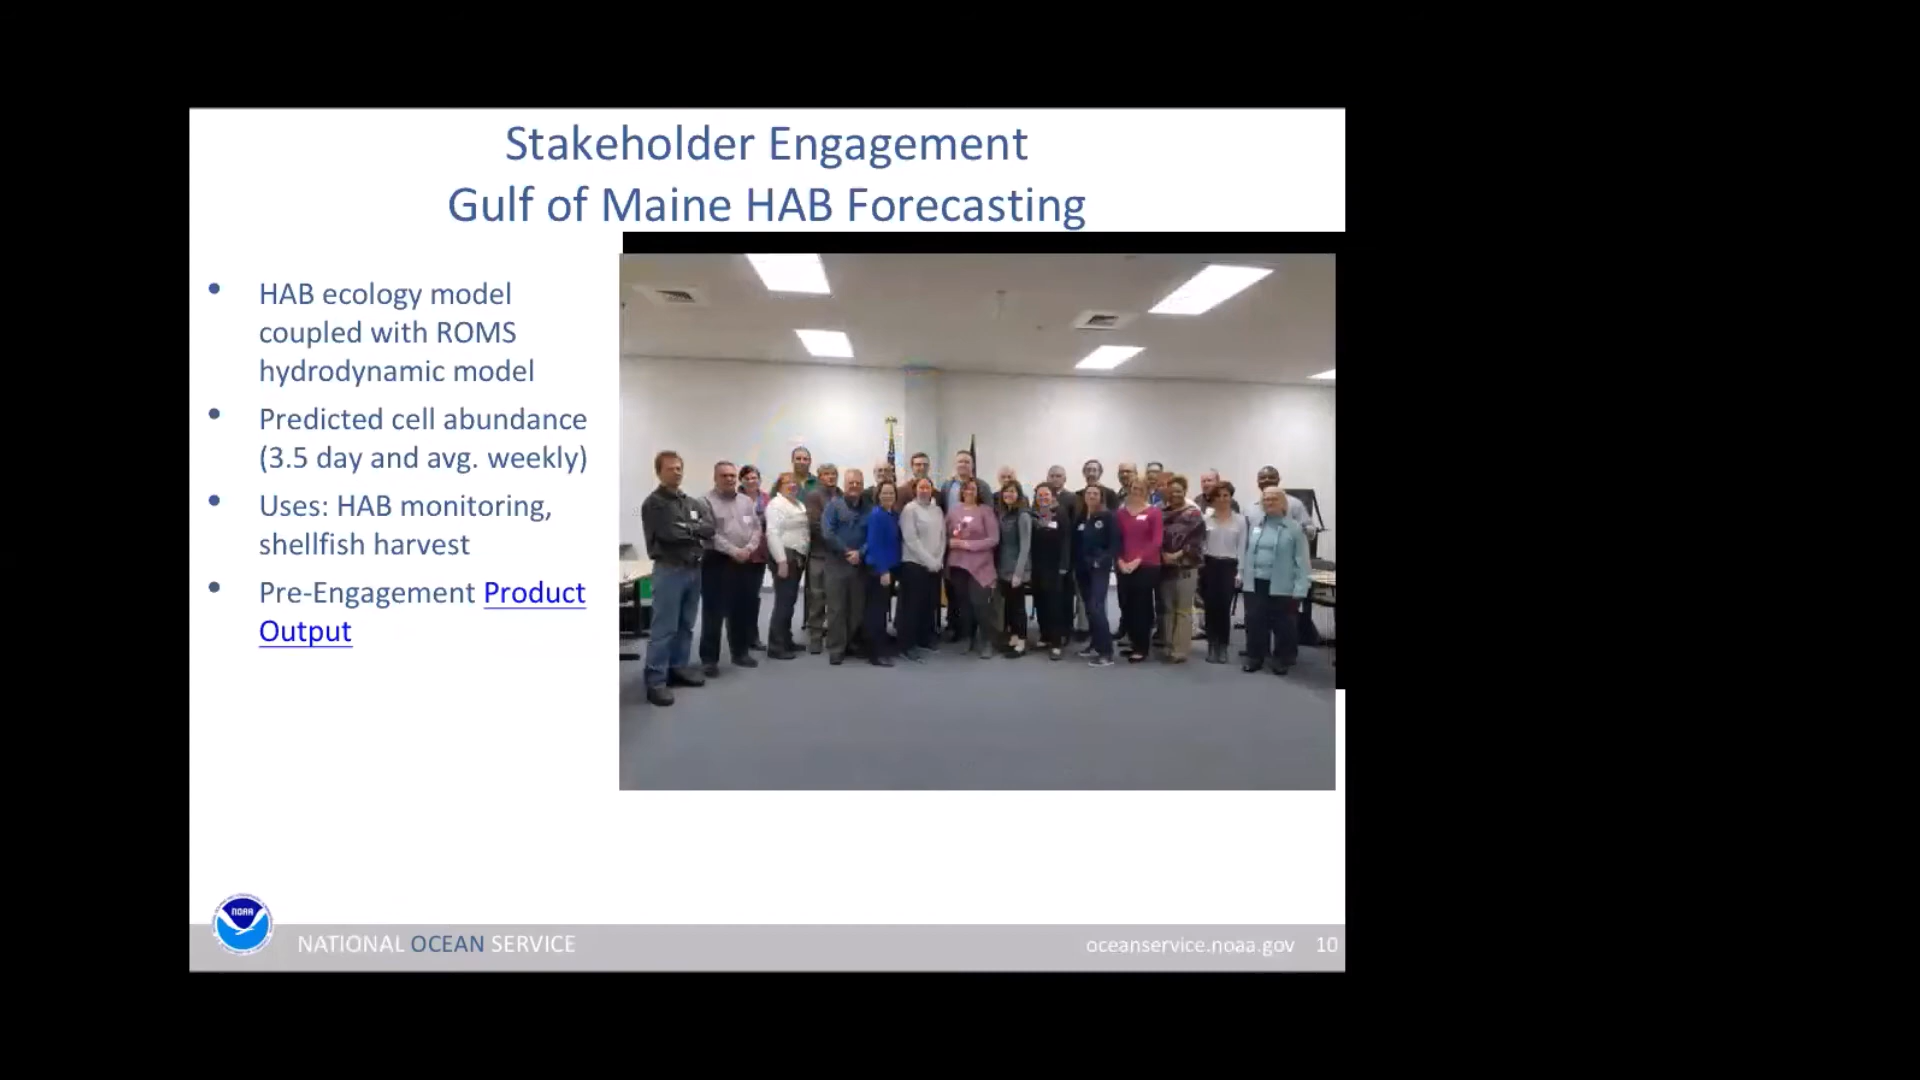 Stakeholder Engagement
Gulf of Maine HAB Forecasting
• HAB ecology model
coupled with ROMS
hydrodynamic model
• Predicted cell abundance
(3.5 day and avg. weekly)
• Uses: HAB monitoring,
shellfish harvest
• Pre-Engagement Product
Output
NOAA
NATIONAL OCEAN SERVICE
oceanservice.noaa.gov 10